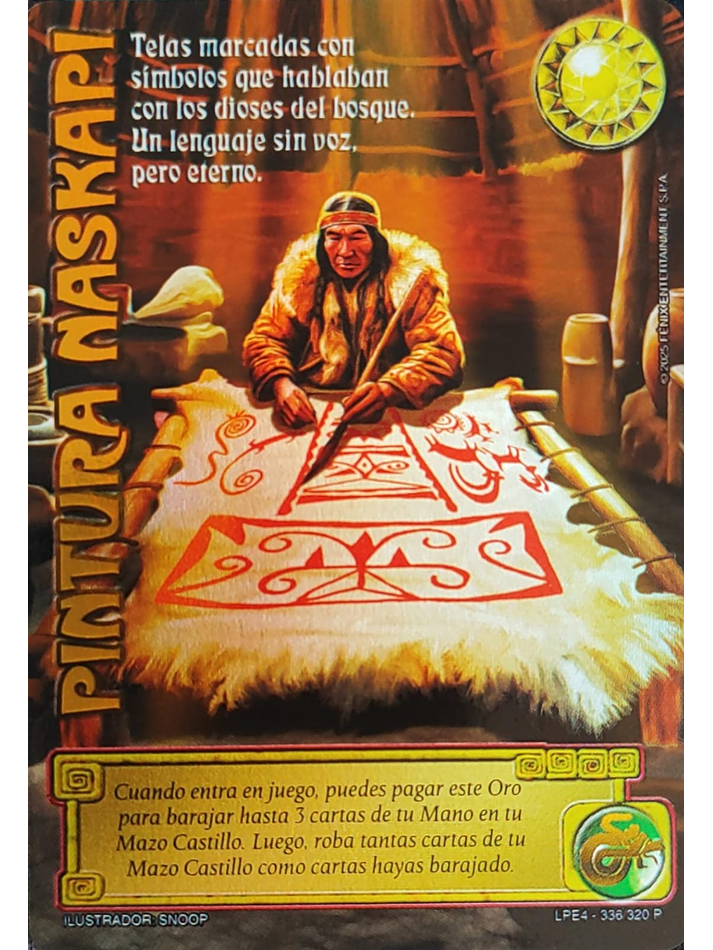 PINTURA NASKAPI
Telas marcadas con
símbolos que hablaban
con los dioses del bosque.
Un lenguaje sin voz,
pero eterno.
© 2025 FÉNIX ENTERTAINMENT S.P.A.
Cuando entra en juego, puedes pagar este Oro
para barajar hasta 3 cartas de tu Mano en tu
Mazo Castillo. Luego, roba tantas cartas de tu
Mazo Castillo como cartas hayas barajado.
ILUSTRADOR: SNOOP
LPE4 - 336/320 P